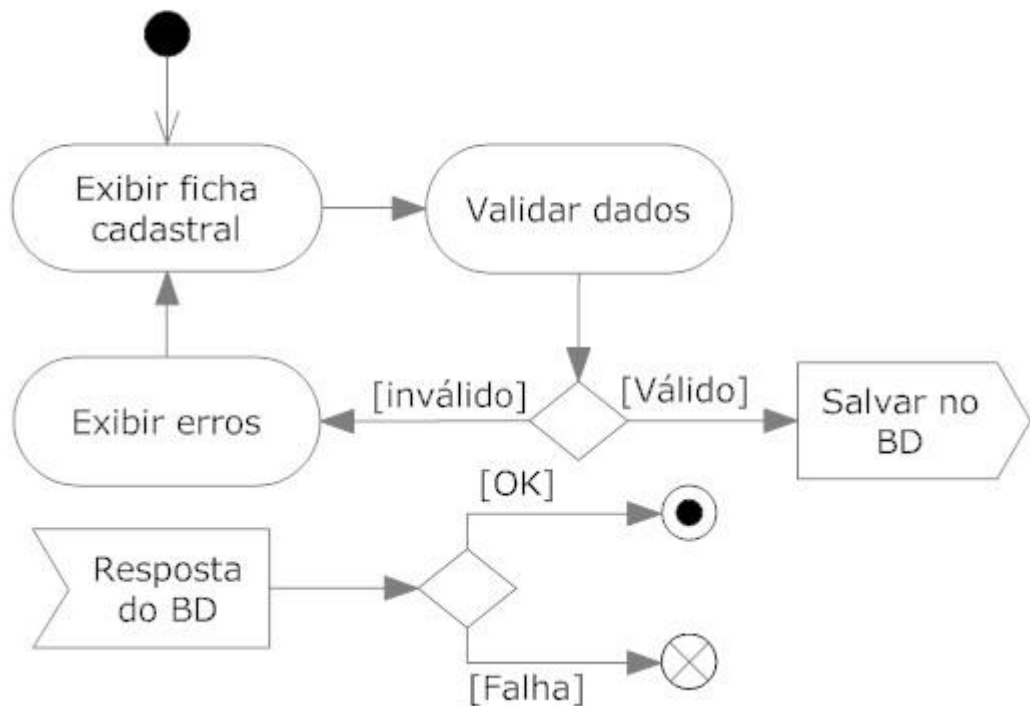 Exibir ficha
cadastral
Validar dados
Exibir erros
[inválido]
[Válido]
Salvar no
BD
Resposta
do BD
[OK]
[Falha]